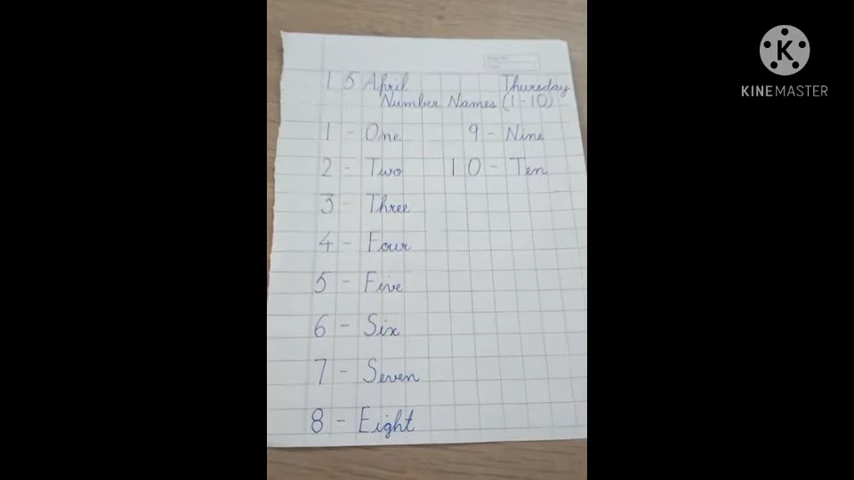 15 April Thursday
Number Names (1-10)
1 - One
2 - Two
3 - Three
4 - Four
5 - Five
6 - Six
7 - Seven
8 - Eight
9 - Nine
10 - Ten
K
KINEMASTER